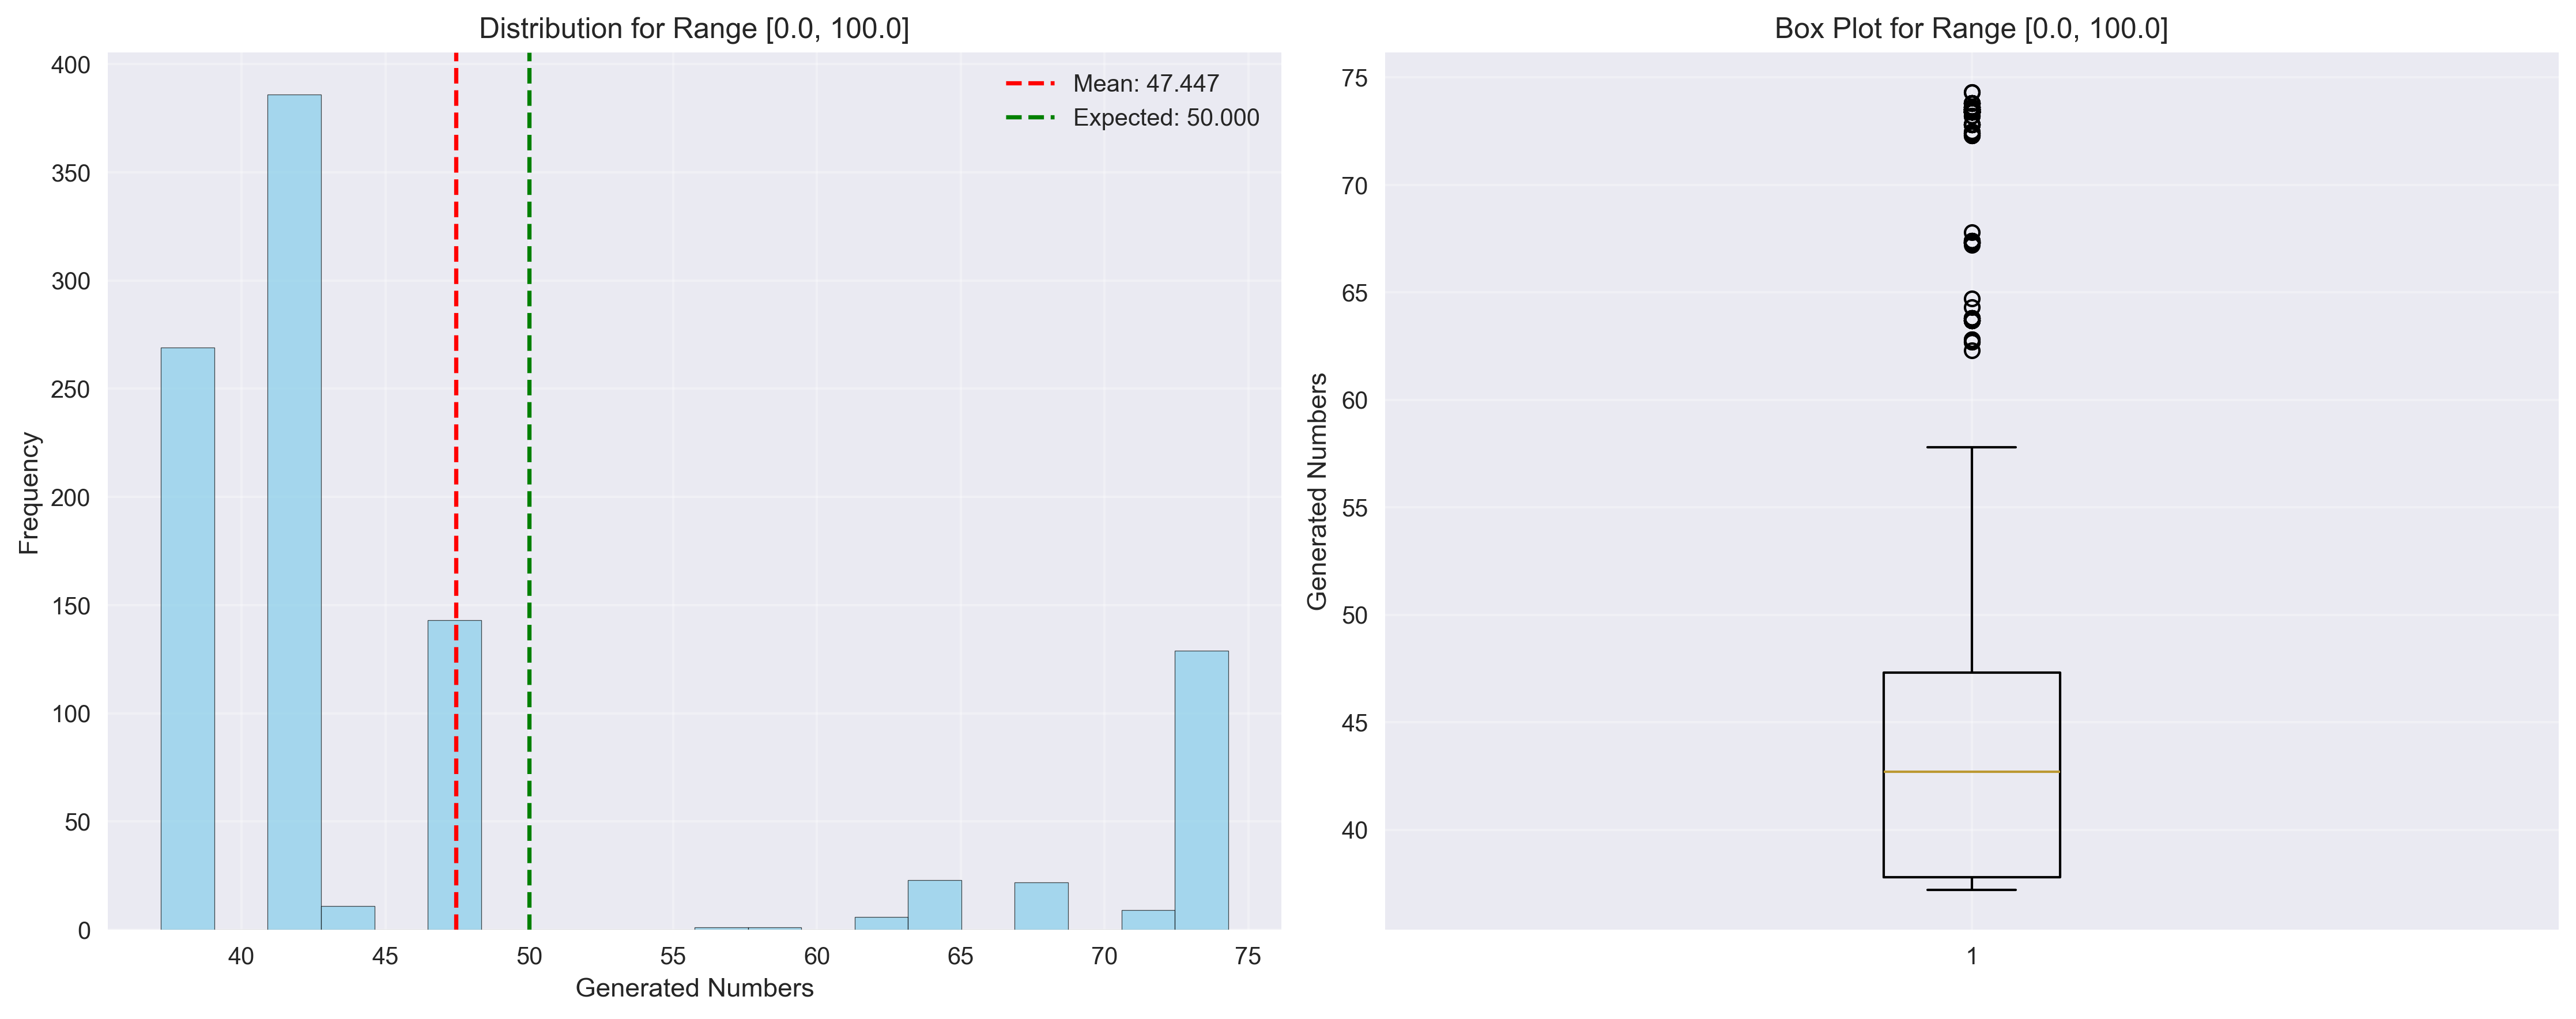 Distribution for Range [0.0, 100.0]
400
350
300
250
200
150
100
50
0
Frequency
Mean: 47.447
Expected: 50.000
40 45 50 55 60 65 70 75
Generated Numbers
Box Plot for Range [0.0, 100.0]
75
70
65
60
55
50
45
40
Generated Numbers
1